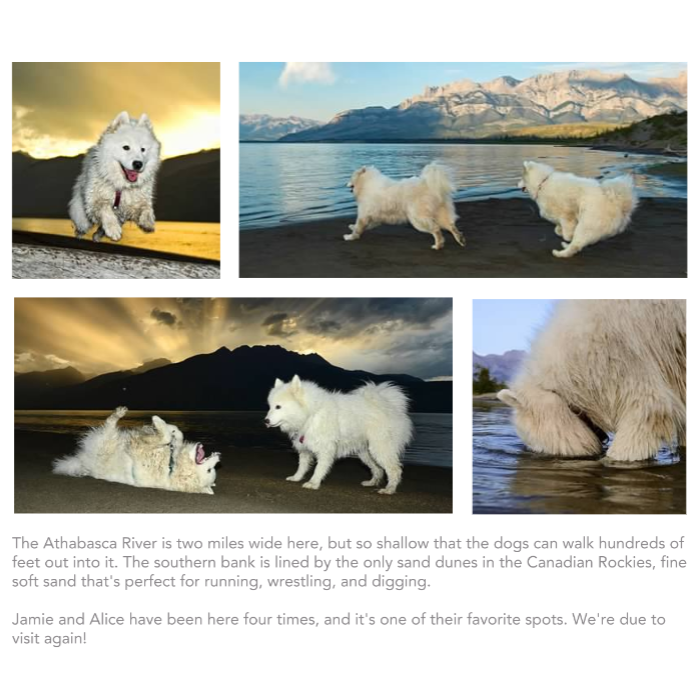 The Athabasca River is two miles wide here, but so shallow that the dogs can walk hundreds of
feet out into it. The southern bank is lined by the only sand dunes in the Canadian Rockies, fine
soft sand that's perfect for running, wrestling, and digging.
Jamie and Alice have been here four times, and it's one of their favorite spots. We're due to
visit again!